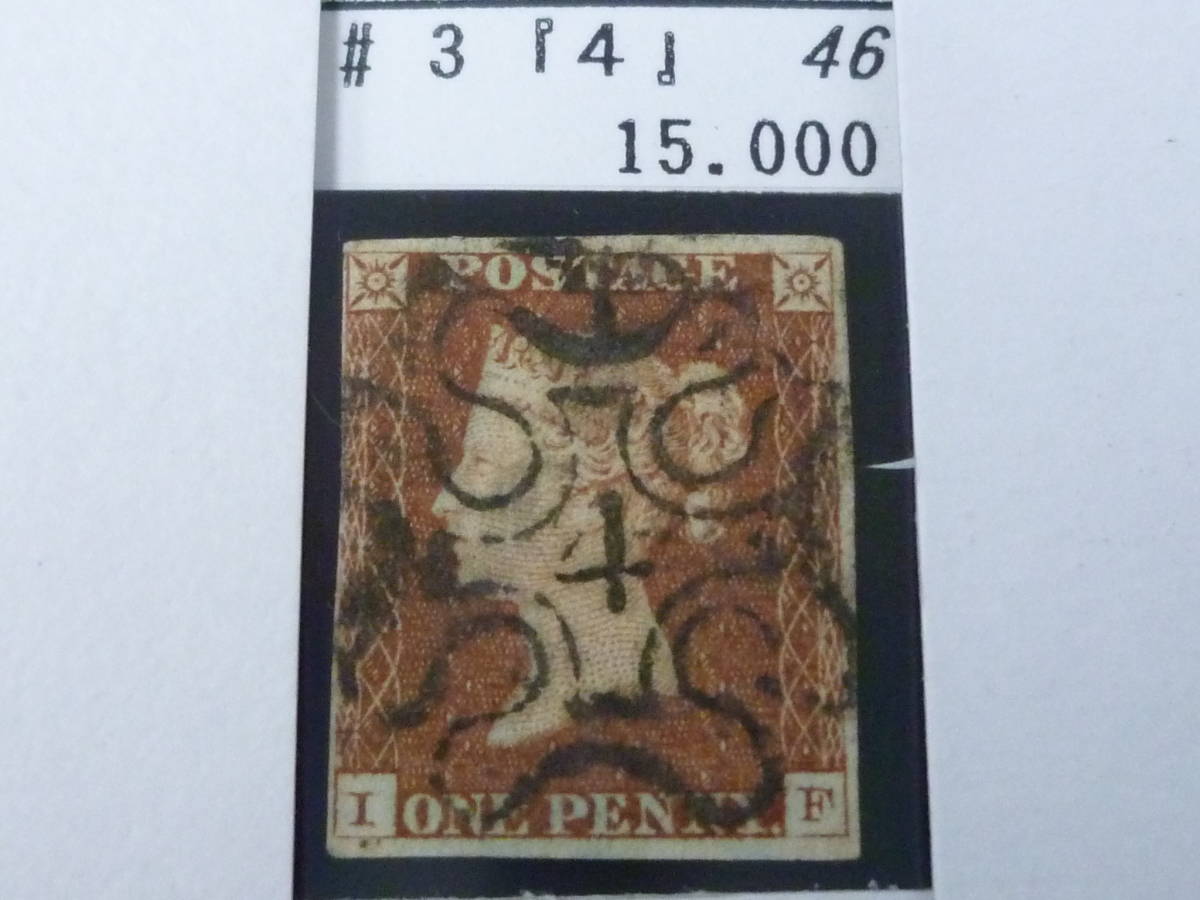 # 3 『4』 46
15.000
POSTAGE
I ONE PENNY. F